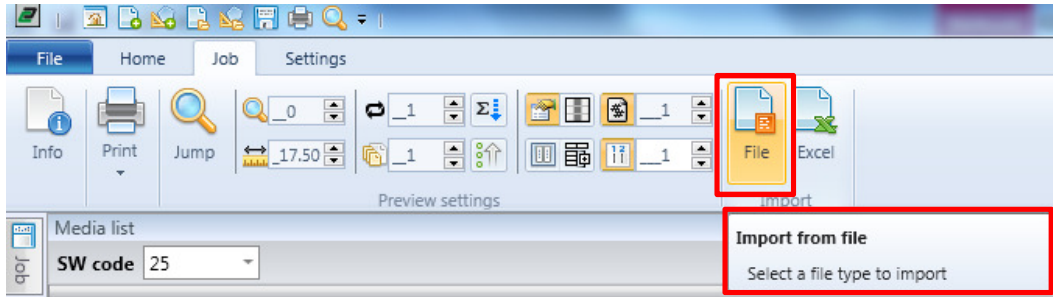 File Home Job Settings
_0 _1 Σ __1
Info Print Jump File Excel
_17.50 _1 __1
Preview settings Import
Media list
Import from file
Job
SW code 25
Select a file type to import